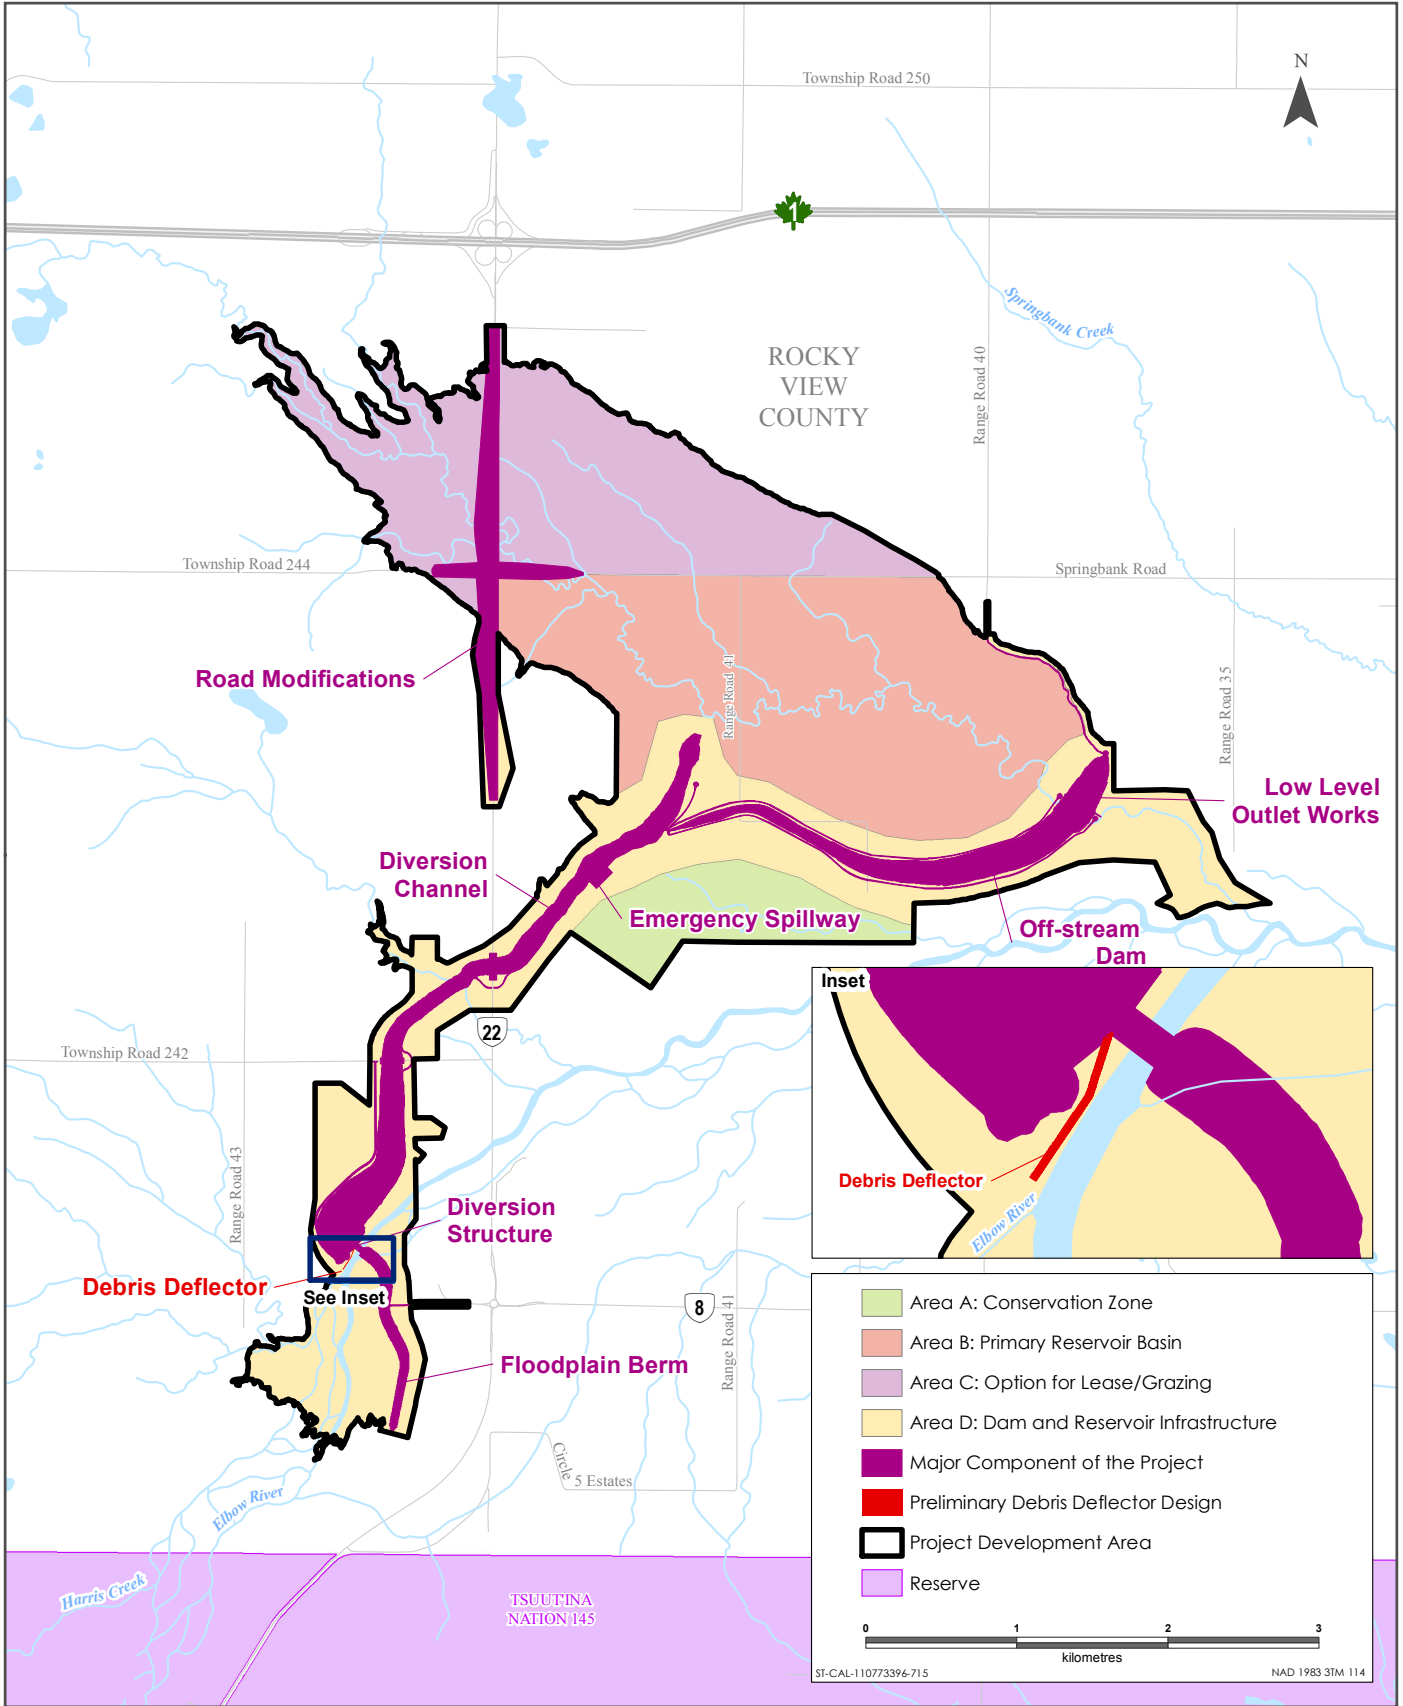 Township Road 250
N
1
Springbank Creek
ROCKY
VIEW
COUNTY
Range Road 40
Township Road 244
Springbank Road
Road Modifications
Range Road 41
Range Road 35
Low Level
Outlet Works
Diversion
Channel
Emergency Spillway
Off-stream
Dam
Inset
22
Township Road 242
Debris Deflector
Elbow River
Range Road 43
Diversion
Structure
Debris Deflector
See Inset
8
Range Road 41
Floodplain Berm
Circle 5 Estates
Elbow River
Harris Creek
TSUUT'INA
NATION 145
Area A: Conservation Zone
Area B: Primary Reservoir Basin
Area C: Option for Lease/Grazing
Area D: Dam and Reservoir Infrastructure
Major Component of the Project
Preliminary Debris Deflector Design
Project Development Area
Reserve
0 1 2 3
kilometres
ST-CAL-110773396-715
NAD 1983 3TM 114